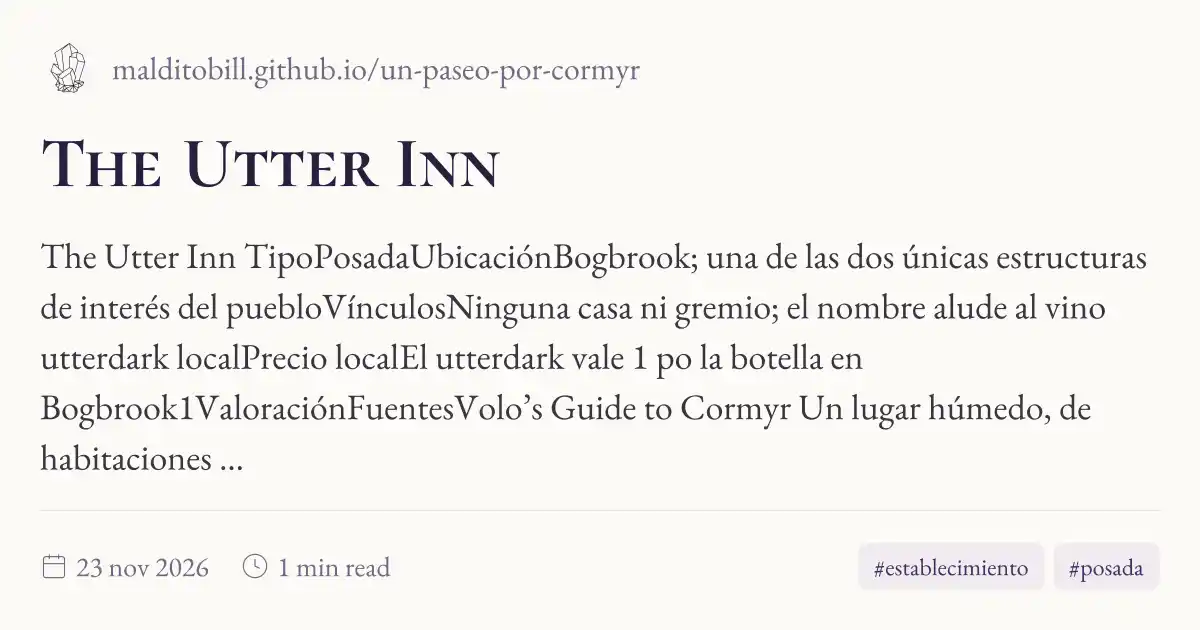 malditobill.github.io/un-paseo-por-cormyr
The Utter Inn
The Utter Inn TipoPosadaUbicaciónBogbrook; una de las dos únicas estructuras
de interés del puebloVínculosNinguna casa ni gremio; el nombre alude al vino
utterdark localPrecio localEl utterdark vale 1 po la botella en
Bogbrook1ValoraciónFuentesVolo’s Guide to Cormyr Un lugar húmedo, de
habitaciones ...
23 nov 2026 1 min read #establecimiento #posada